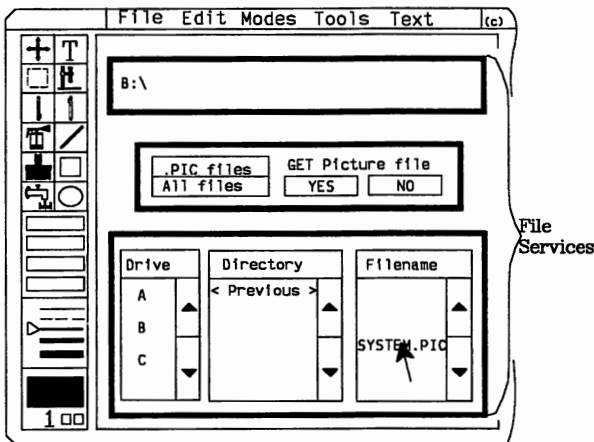 File Edit Modes Tools Text (c)
T
B:\
.PIC files
All files
GET Picture file
YES NO
File
Services
Drive Directory Filename
A < Previous >
B
SYSTEM.PIC
C
1